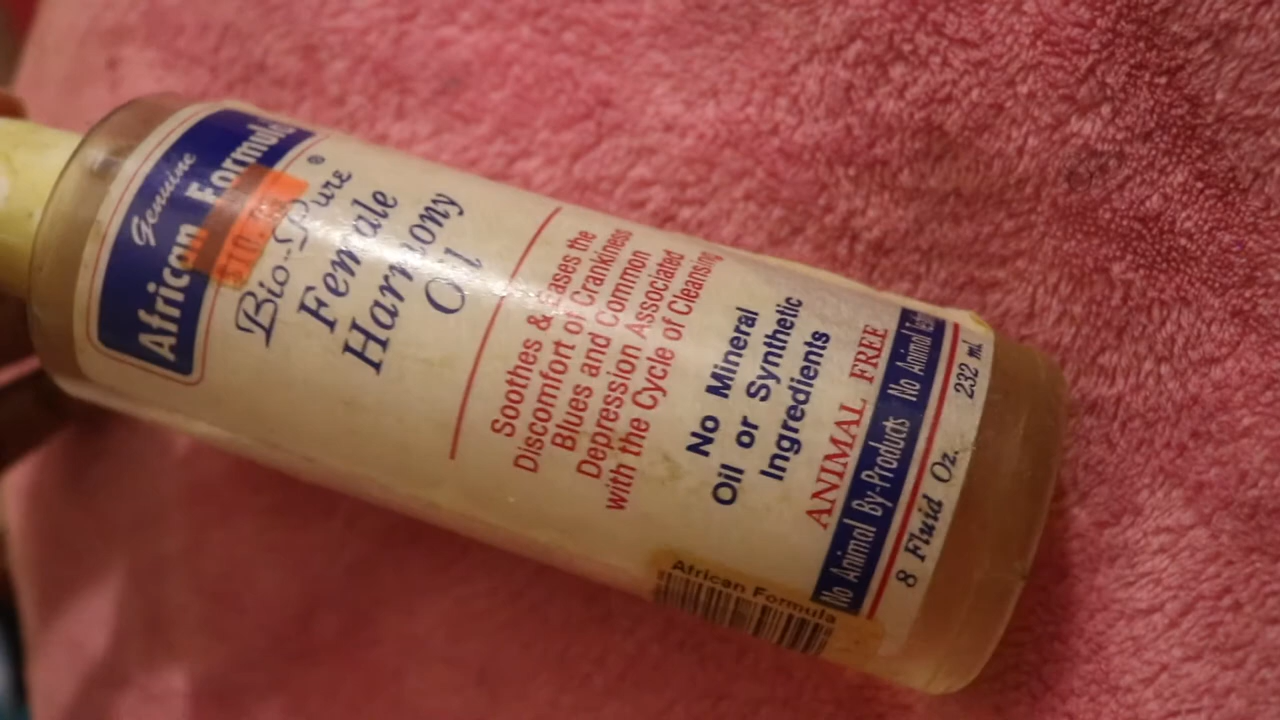 Genuine
African Formula
Bio-Pure®
Female
Harmony
Oil
Soothes & Eases the
Discomfort of Crankiness
Blues and Common
Depression Associated
with the Cycle of Cleansing
No Mineral
Oil or Synthetic
Ingredients
ANIMAL FREE
No Animal By-Products No Animal
8 Fluid Oz. 232 ml
African Formula